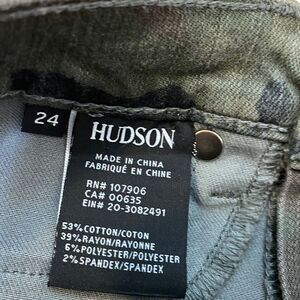 24
HUDSON
MADE IN CHINA
FABRIQUÉ EN CHINE
RN# 107906
CA# 00635
EIN# 20-3082491
53% COTTON/COTON
39% RAYON/RAYONNE
6% POLYESTER/POLYESTER
2% SPANDEX/SPANDEX